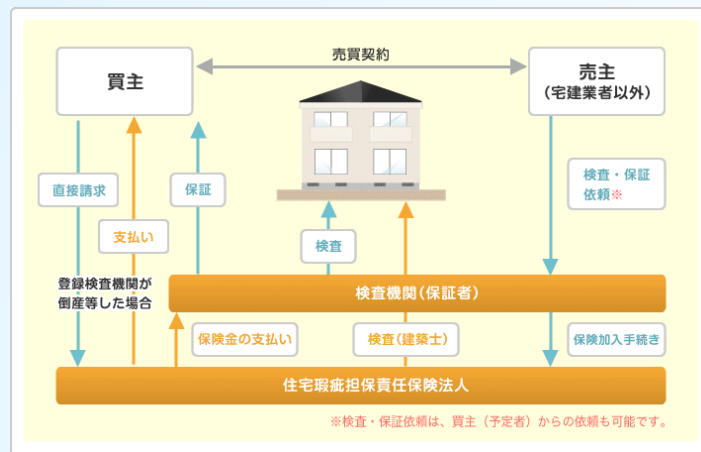 売買契約
買主
売主
（宅建業者以外）
直接請求
保証
検査・保証
依頼※
支払い
検査
登録検査機関が
倒産等した場合
検査機関（保証者）
保険金の支払い
検査（建築士）
保険加入手続き
住宅瑕疵担保責任保険法人
※検査・保証依頼は、買主（予定者）からの依頼も可能です。